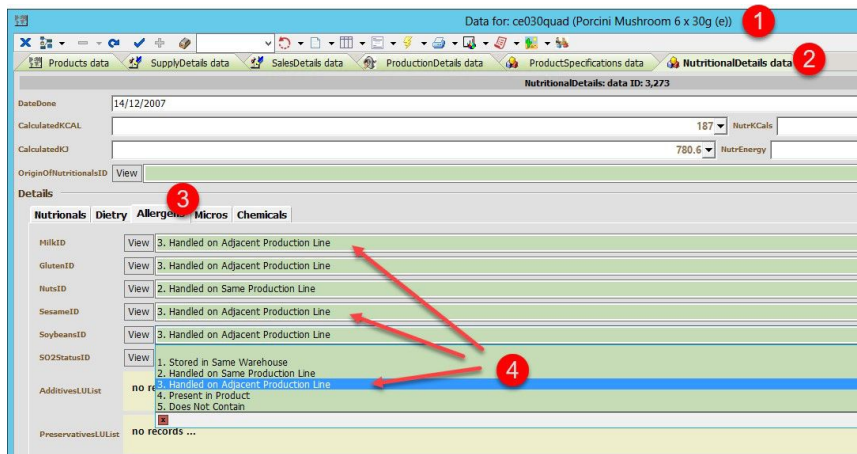 Data for: ce030quad (Porcini Mushroom 6 x 30g (e))
1
Products data SupplyDetails data SalesDetails data ProductionDetails data ProductSpecifications data NutritionalDetails data
2
NutritionalDetails: data ID: 3,273
DateDone 14/12/2007
CalculatedKCAL 187 NutrKCals
CalculatedKJ 780.6 NutrEnergy
OriginOfNutritionalsID View
Details
3
Nutrionals Dietry Allergens Micros Chemicals
MilkID View 3. Handled on Adjacent Production Line
GlutenID View 3. Handled on Adjacent Production Line
NutsID View 2. Handled on Same Production Line
SesameID View 3. Handled on Adjacent Production Line
SoybeansID View 3. Handled on Adjacent Production Line
SO2StatusID View
1. Stored in Same Warehouse
2. Handled on Same Production Line
4
AdditivesLUList no re 3. Handled on Adjacent Production Line
4. Present in Product
5. Does Not Contain
x
PreservativesLUList no records ...